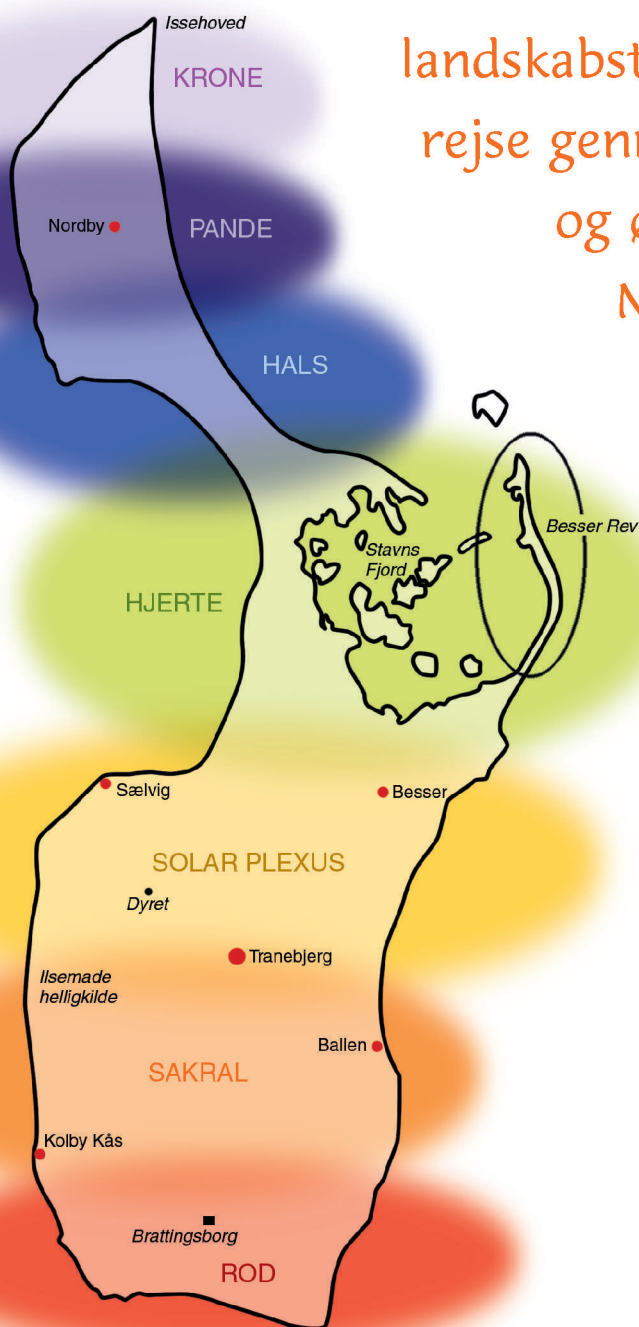 Issehoved
KRONE
landskabst
rejse gen
og
Nordby
PANDE
HALS
Besser Rev
Stavns
Fjord
HJERTE
Sælvig
Besser
SOLAR PLEXUS
Dyret
Tranebjerg
Ilsemade
helligkilde
Ballen
SAKRAL
Kolby Kås
Brattingsborg
ROD